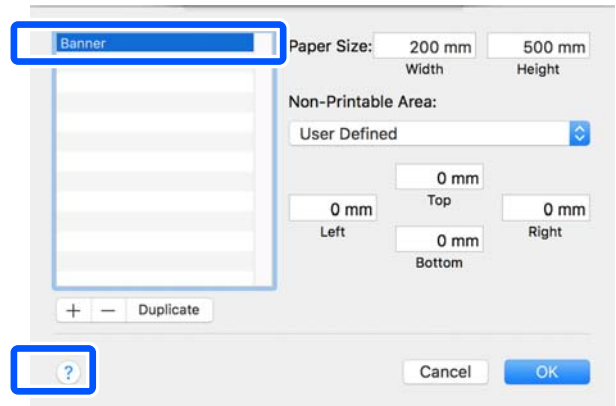 Banner
Paper Size: 200 mm 500 mm
Width Height
Non-Printable Area:
User Defined
0 mm
Top
0 mm 0 mm
Left Right
0 mm
Bottom
+ − Duplicate
? Cancel OK